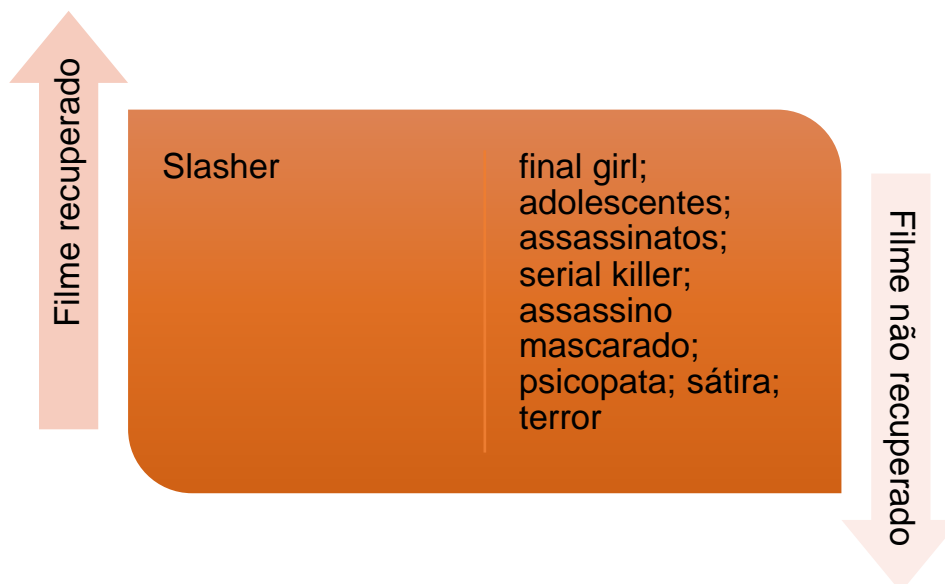 Filme recuperado
Slasher
final girl;
adolescentes;
assassinatos;
serial killer;
assassino
mascarado;
psicopata; sátira;
terror
Filme não recuperado